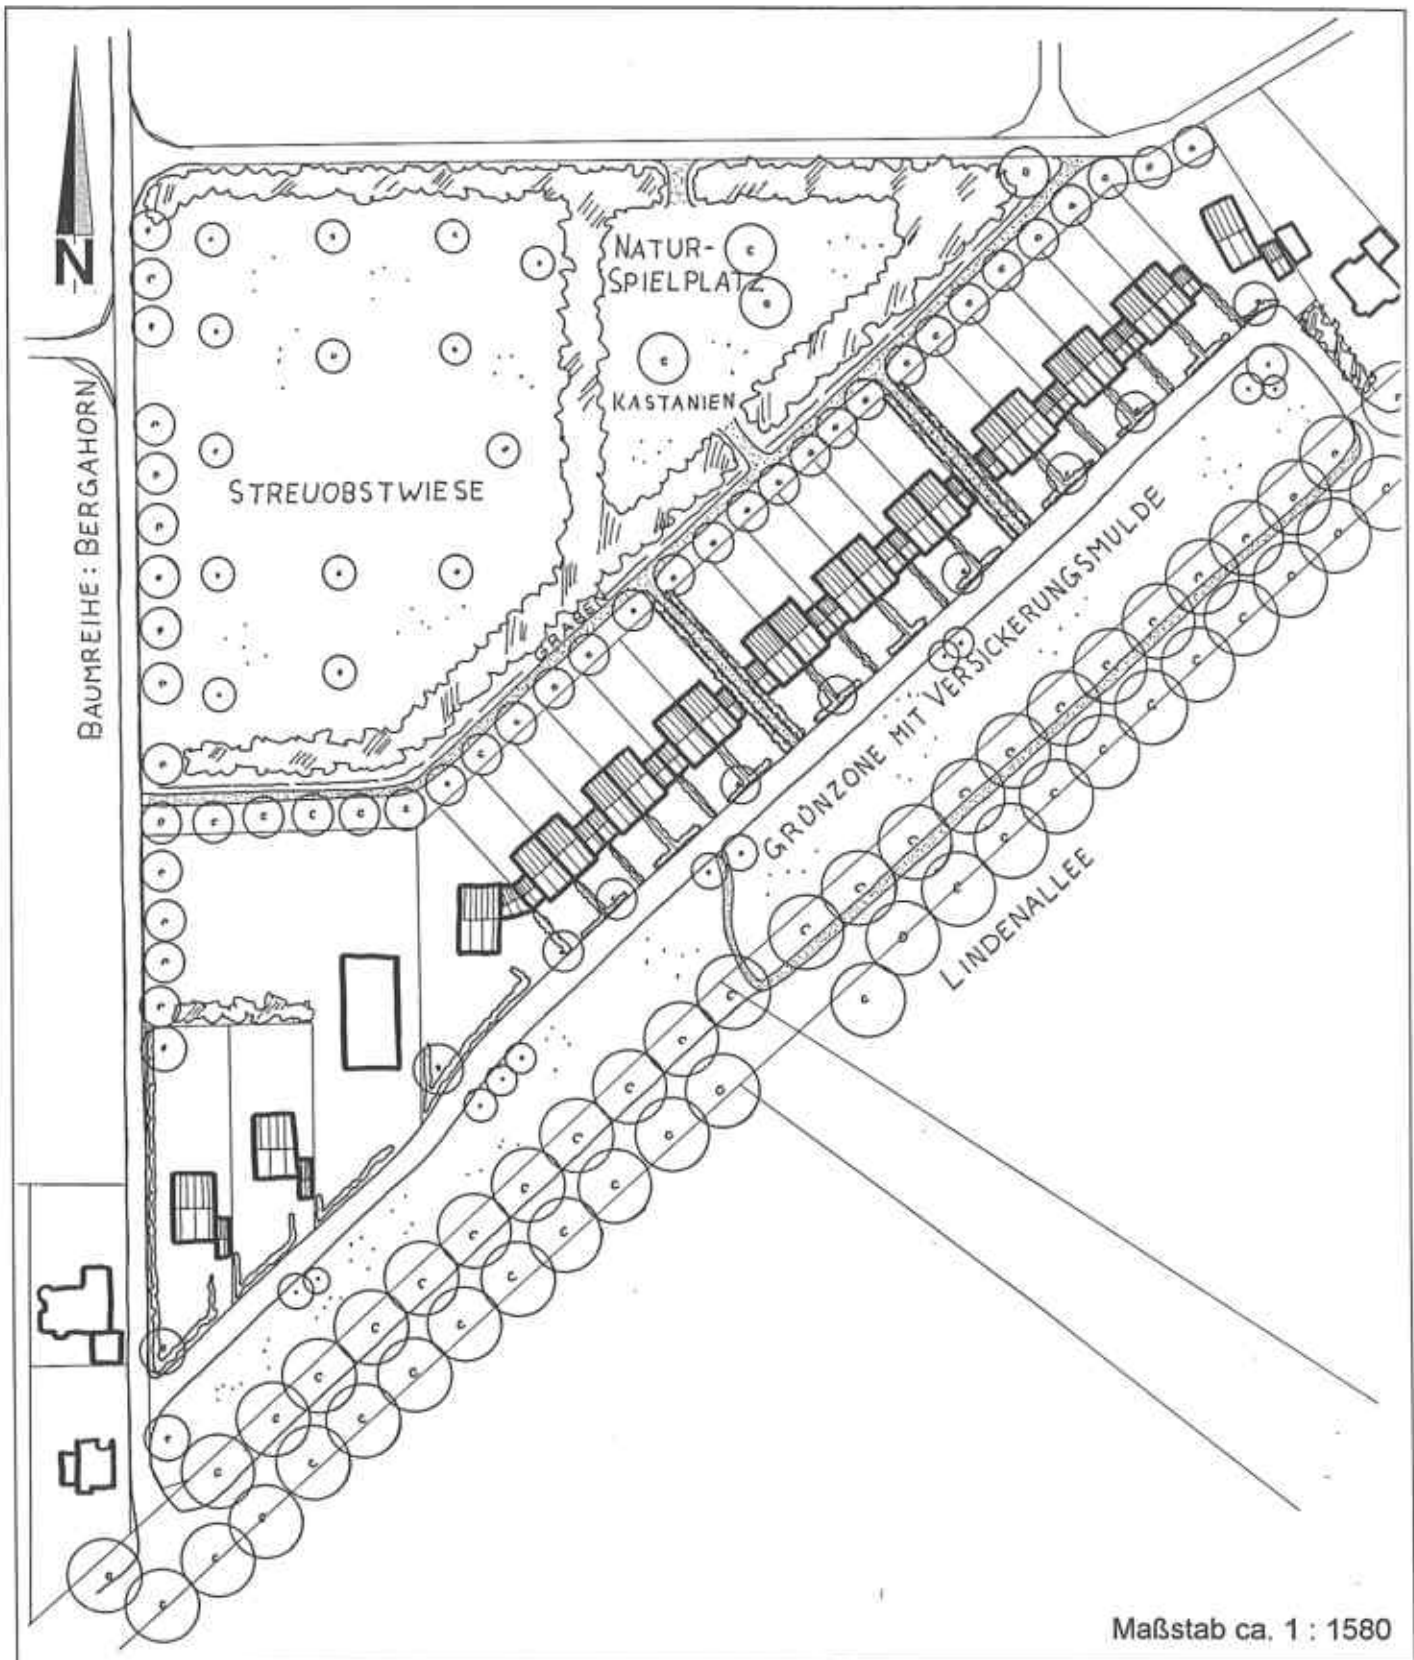 N
NATUR-
SPIELPLATZ
KASTANIEN
BAUMREIHE: BERGAHORN
STREUOBSTWIESE
GRABEN
GRÜNZONE MIT VERSICKERUNGSMULDE
LINDENALLEE
Maßstab ca. 1 : 1580